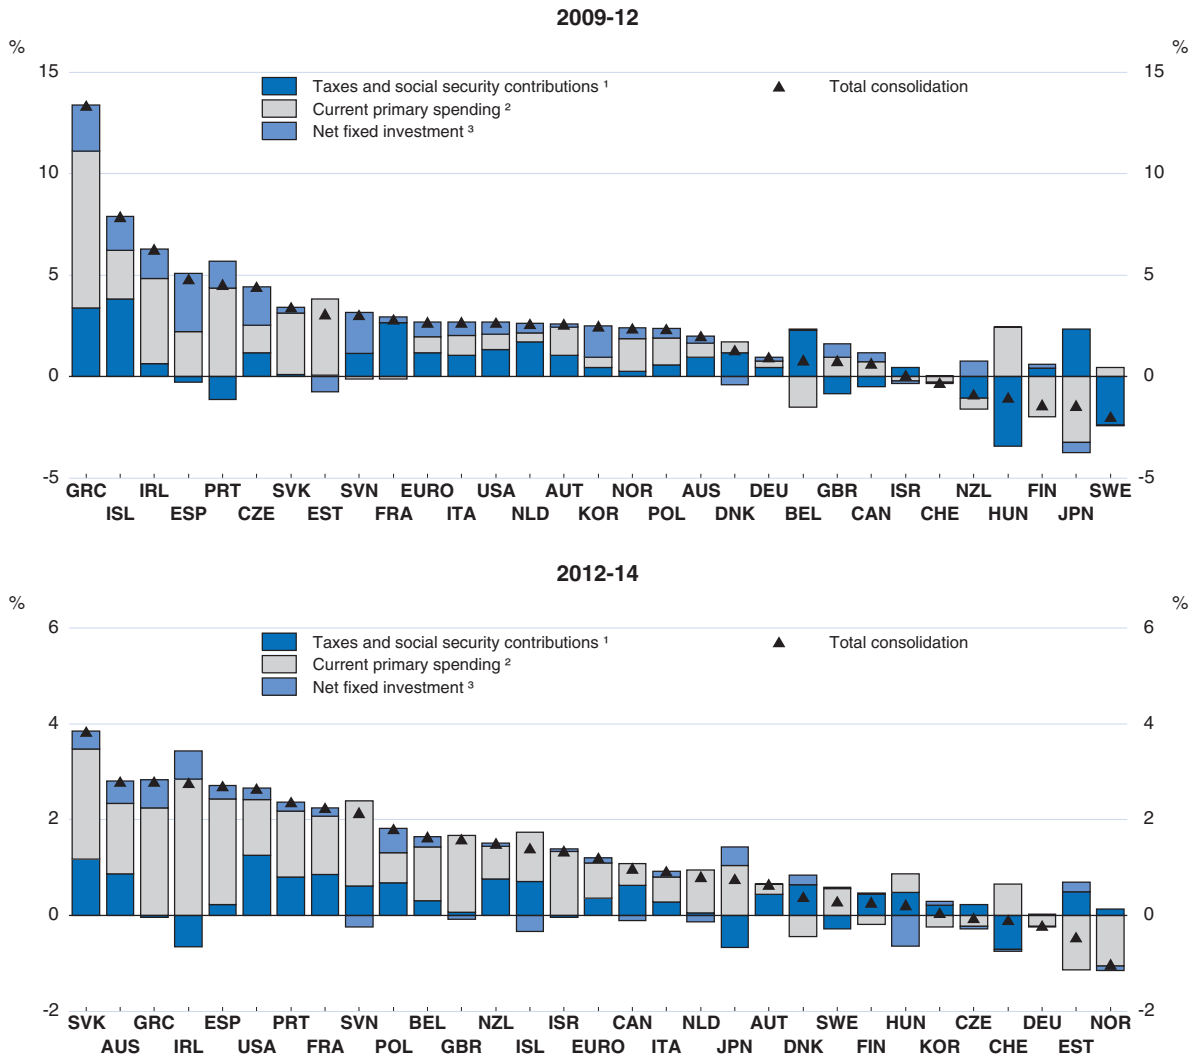 2009-12
% %
15 15
Taxes and social security contributions ¹ Total consolidation
Current primary spending ²
Net fixed investment ³
10 10
5 5
0 0
-5 -5
GRC IRL PRT SVK SVN EURO USA AUT NOR AUS DEU GBR ISR NZL FIN SWE
ISL ESP CZE EST FRA ITA NLD KOR POL DNK BEL CAN CHE HUN JPN
2012-14
% %
6 6
Taxes and social security contributions ¹ Total consolidation
Current primary spending ²
Net fixed investment ³
4 4
2 2
0 0
-2 -2
SVK GRC ESP PRT SVN BEL NZL ISR CAN NLD AUT SWE HUN CZE DEU NOR
AUS IRL USA FRA POL GBR ISL EURO ITA JPN DNK FIN KOR CHE EST